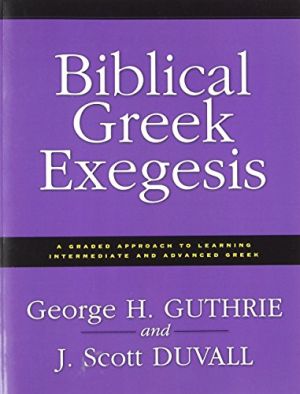 Biblical
Greek
Exegesis
A GRADED APPROACH TO LEARNING
INTERMEDIATE AND ADVANCED GREEK
George H. GUTHRIE
and
J. Scott DUVALL